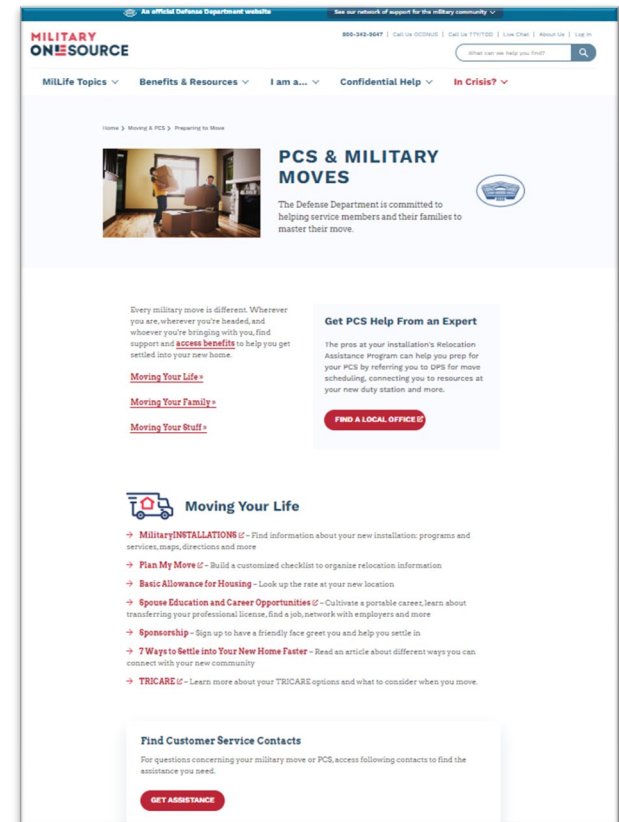 An official Defense Department website
See our network of support for the military community
MILITARY
ONESOURCE
800-342-9647 | Call Us OCONUS | Call Us TTY/TDD | Live Chat | About Us | Log In
What can we help you find?
MilLife Topics Benefits & Resources I am a... Confidential Help In Crisis?
Home > Moving & PCS > Preparing to Move
PCS & MILITARY
MOVES
The Defense Department is committed to
helping service members and their families to
master their move.
Every military move is different. Wherever
you are, wherever you're headed, and
whoever you're bringing with you, find
support and access benefits to help you get
settled into your new home.
Moving Your Life »
Moving Your Family »
Moving Your Stuff »
Get PCS Help From an Expert
The pros at your installation's Relocation
Assistance Program can help you prep for
your PCS by referring you to DPS for move
scheduling, connecting you to resources at
your new duty station and more.
FIND A LOCAL OFFICE
Moving Your Life
→ MilitaryINSTALLATIONS – Find information about your new installation: programs and
services, maps, directions and more
→ Plan My Move – Build a customized checklist to organize relocation information
→ Basic Allowance for Housing – Look up the rate at your new location
→ Spouse Education and Career Opportunities – Cultivate a portable career, learn about
transferring your professional license, find a job, network with employers and more
→ Sponsorship – Sign up to have a friendly face greet you and help you settle in
→ 7 Ways to Settle into Your New Home Faster – Read an article about different ways you can
connect with your new community
→ TRICARE – Learn more about your TRICARE options and what to consider when you move.
Find Customer Service Contacts
For questions concerning your military move or PCS, access following contacts to find the
assistance you need.
GET ASSISTANCE